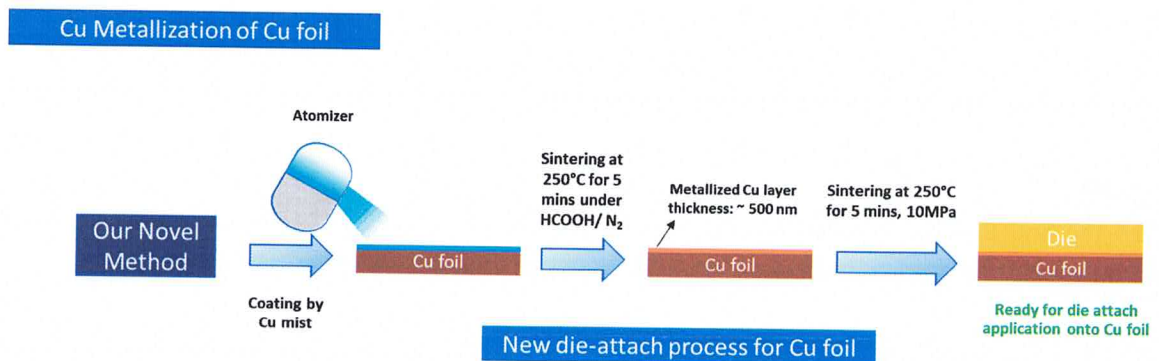 Cu Metallization of Cu foil
Atomizer
Our Novel
Method
Coating by
Cu mist
Cu foil
Sintering at
250°C for 5
mins under
HCOOH/ N₂
Metallized Cu layer
thickness: ~ 500 nm
Cu foil
Sintering at 250°C
for 5 mins, 10MPa
Die
Cu foil
Ready for die attach
application onto Cu foil
New die-attach process for Cu foil